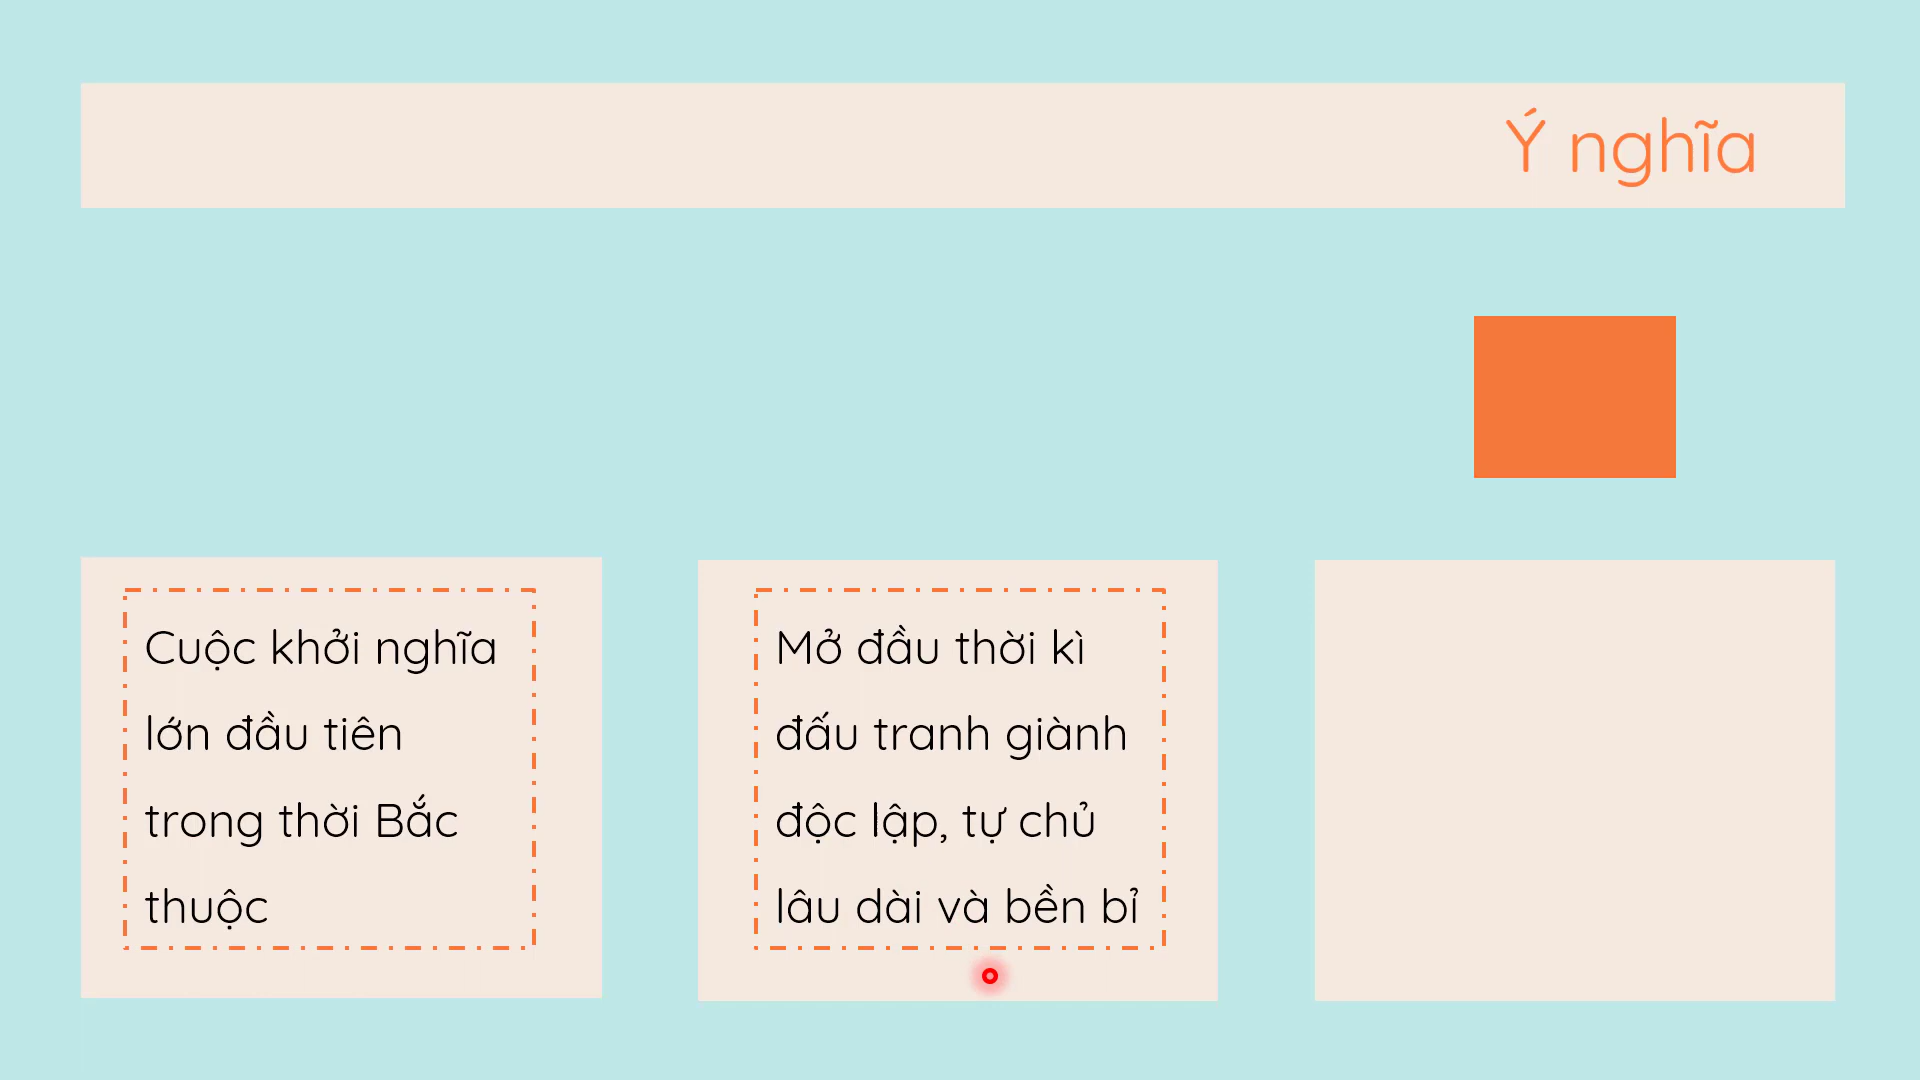 Ý nghĩa
Cuộc khởi nghĩa
lớn đầu tiên
trong thời Bắc
thuộc
Mở đầu thời kì
đấu tranh giành
độc lập, tự chủ
lâu dài và bền bỉ